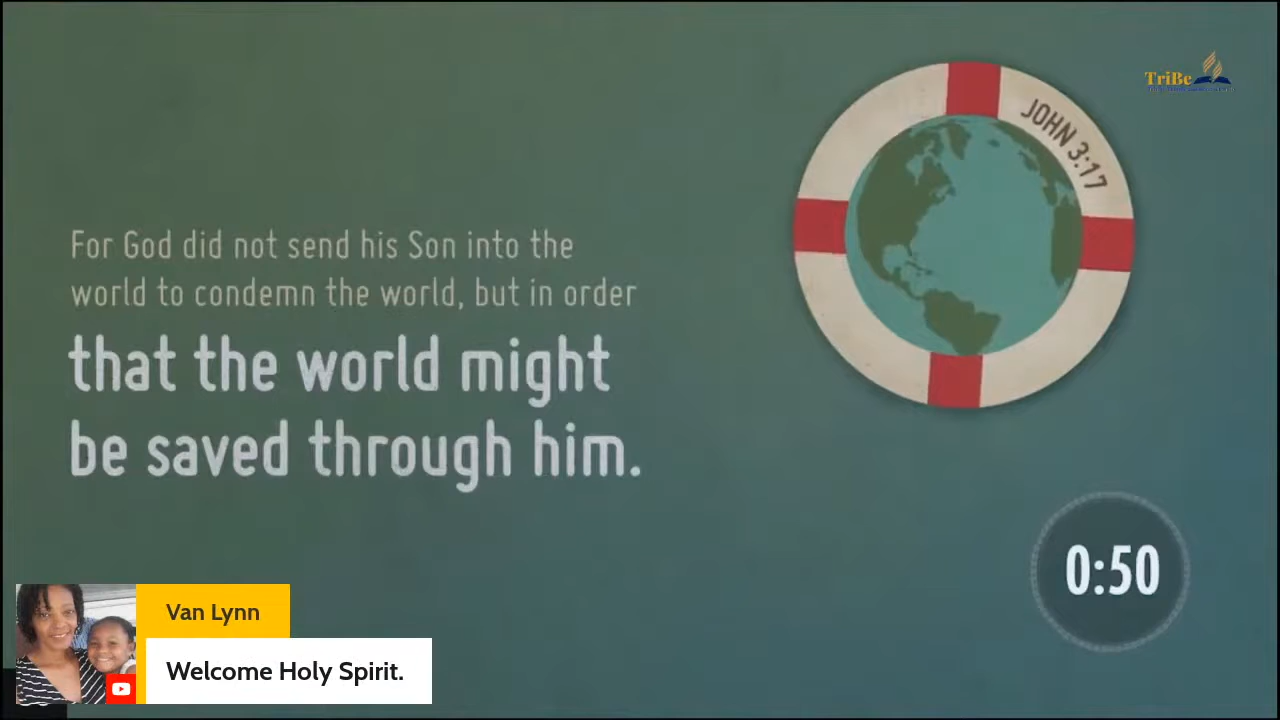 TriBe
JOHN 3:17
For God did not send his Son into the
world to condemn the world, but in order
that the world might
be saved through him.
0:50
Van Lynn
Welcome Holy Spirit.